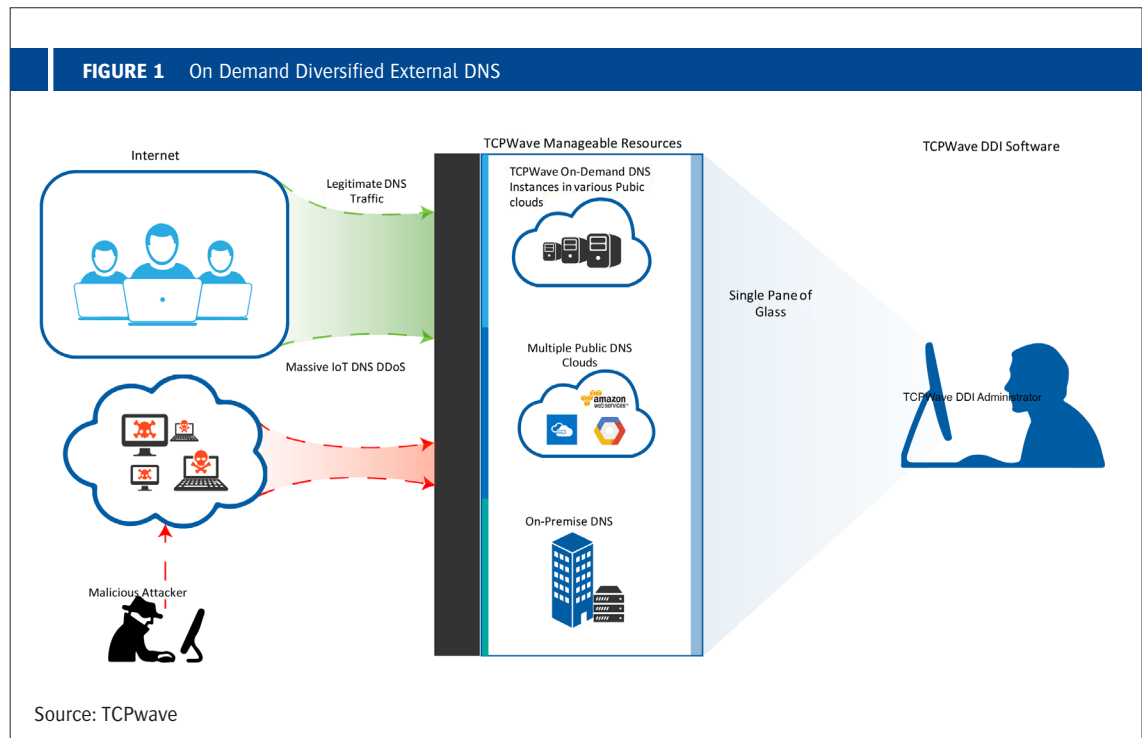 FIGURE 1 On Demand Diversified External DNS
Internet
Legitimate DNS
Traffic
Massive IoT DNS DDoS
Malicious Attacker
TCPWave Manageable Resources
TCPWave On-Demand DNS
Instances in various Pubic
clouds
Multiple Public DNS
Clouds
amazon
webservices™
On-Premise DNS
Single Pane of
Glass
TCPWave DDI Software
TCPWave DDI Administrator
Source: TCPwave